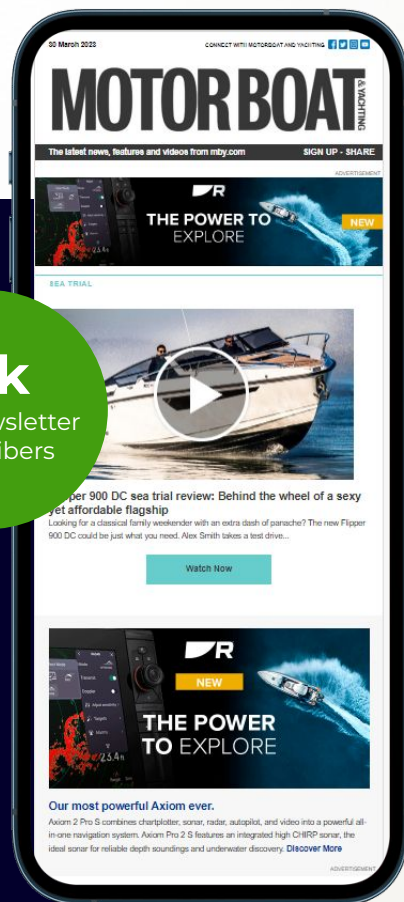 30 March 2023
CONNECT WITH MOTORBOAT AND YACHTING
MOTOR BOAT & YACHTING
The latest news, features and videos from mby.com
SIGN UP - SHARE
ADVERTISEMENT
R
THE POWER TO
EXPLORE
NEW
23.4
SEA TRIAL
k
sletter
ibers
per 900 DC sea trial review: Behind the wheel of a sexy
yet affordable flagship
Looking for a classical family weekender with an extra dash of panache? The new Flipper
900 DC could be just what you need. Alex Smith takes a test drive...
Watch Now
R
NEW
THE POWER
TO EXPLORE
23.4
Our most powerful Axiom ever.
Axiom 2 Pro S combines chartplotter, sonar, radar, autopilot, and video into a powerful all-
in-one navigation system. Axiom Pro 2 S features an integrated high CHIRP sonar, the
ideal sonar for reliable depth soundings and underwater discovery. Discover More
ADVERTISEMENT